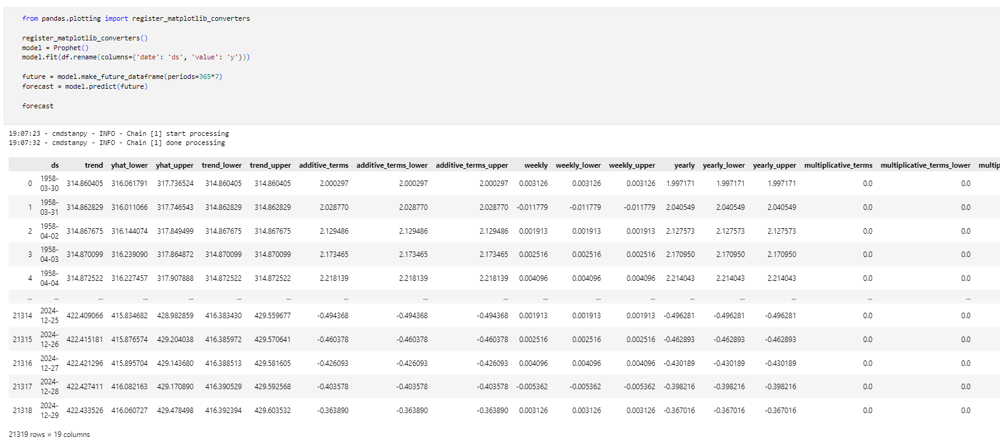 from pandas.plotting import register_matplotlib_converters
register_matplotlib_converters()
model = Prophet()
model.fit(df.rename(columns={'date': 'ds', 'value': 'y'}))
future = model.make_future_dataframe(periods=365*7)
forecast = model.predict(future)
forecast
19:07:23 - cmdstanpy - INFO - Chain [1] start processing
19:07:32 - cmdstanpy - INFO - Chain [1] done processing
ds trend yhat_lower yhat_upper trend_lower trend_upper additive_terms additive_terms_lower additive_terms_upper weekly weekly_lower weekly_upper yearly yearly_lower yearly_upper multiplicative_terms multiplicative_terms_lower multip
0 1958-03-30 314.860405 316.061791 317.736524 314.860405 314.860405 2.000297 2.000297 2.000297 0.003126 0.003126 0.003126 1.997171 1.997171 1.997171 0.0 0.0
1 1958-03-31 314.862829 316.011066 317.746543 314.862829 314.862829 2.028770 2.028770 2.028770 -0.011779 -0.011779 -0.011779 2.040549 2.040549 2.040549 0.0 0.0
2 1958-04-02 314.867675 316.144074 317.849499 314.867675 314.867675 2.129486 2.129486 2.129486 0.001913 0.001913 0.001913 2.127573 2.127573 2.127573 0.0 0.0
3 1958-04-03 314.870099 316.239090 317.864872 314.870099 314.870099 2.173465 2.173465 2.173465 0.002516 0.002516 0.002516 2.170950 2.170950 2.170950 0.0 0.0
4 1958-04-04 314.872522 316.227457 317.907888 314.872522 314.872522 2.218139 2.218139 2.218139 0.004096 0.004096 0.004096 2.214043 2.214043 2.214043 0.0 0.0
... ... ... ... ... ... ... ... ... ... ... ... ... ... ... ... ... ...
21314 2024-12-25 422.409066 415.834682 428.982859 416.383430 429.559677 -0.494368 -0.494368 -0.494368 0.001913 0.001913 0.001913 -0.496281 -0.496281 -0.496281 0.0 0.0
21315 2024-12-26 422.415181 415.876574 429.204038 416.385972 429.570641 -0.460378 -0.460378 -0.460378 0.002516 0.002516 0.002516 -0.462893 -0.462893 -0.462893 0.0 0.0
21316 2024-12-27 422.421296 415.895704 429.143680 416.388513 429.581605 -0.426093 -0.426093 -0.426093 0.004096 0.004096 0.004096 -0.430189 -0.430189 -0.430189 0.0 0.0
21317 2024-12-28 422.427411 416.082163 429.170890 416.390529 429.592568 -0.403578 -0.403578 -0.403578 -0.005362 -0.005362 -0.005362 -0.398216 -0.398216 -0.398216 0.0 0.0
21318 2024-12-29 422.433526 416.060727 429.478498 416.392394 429.603532 -0.363890 -0.363890 -0.363890 0.003126 0.003126 0.003126 -0.367016 -0.367016 -0.367016 0.0 0.0
21319 rows × 19 columns